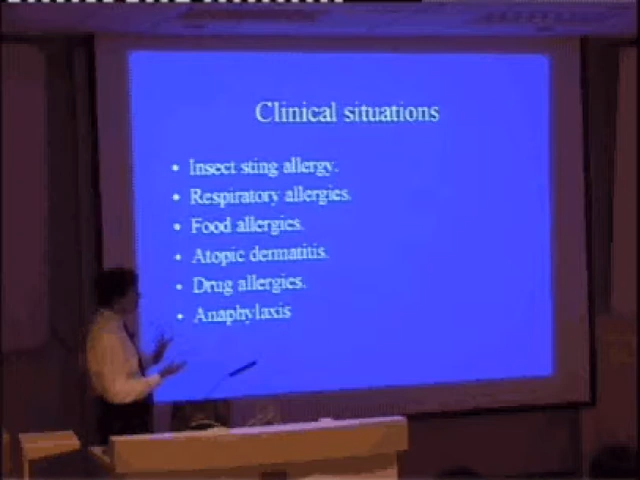 Clinical situations
• Insect sting allergy.
• Respiratory allergies.
• Food allergies.
• Atopic dermatitis.
• Drug allergies.
• Anaphylaxis